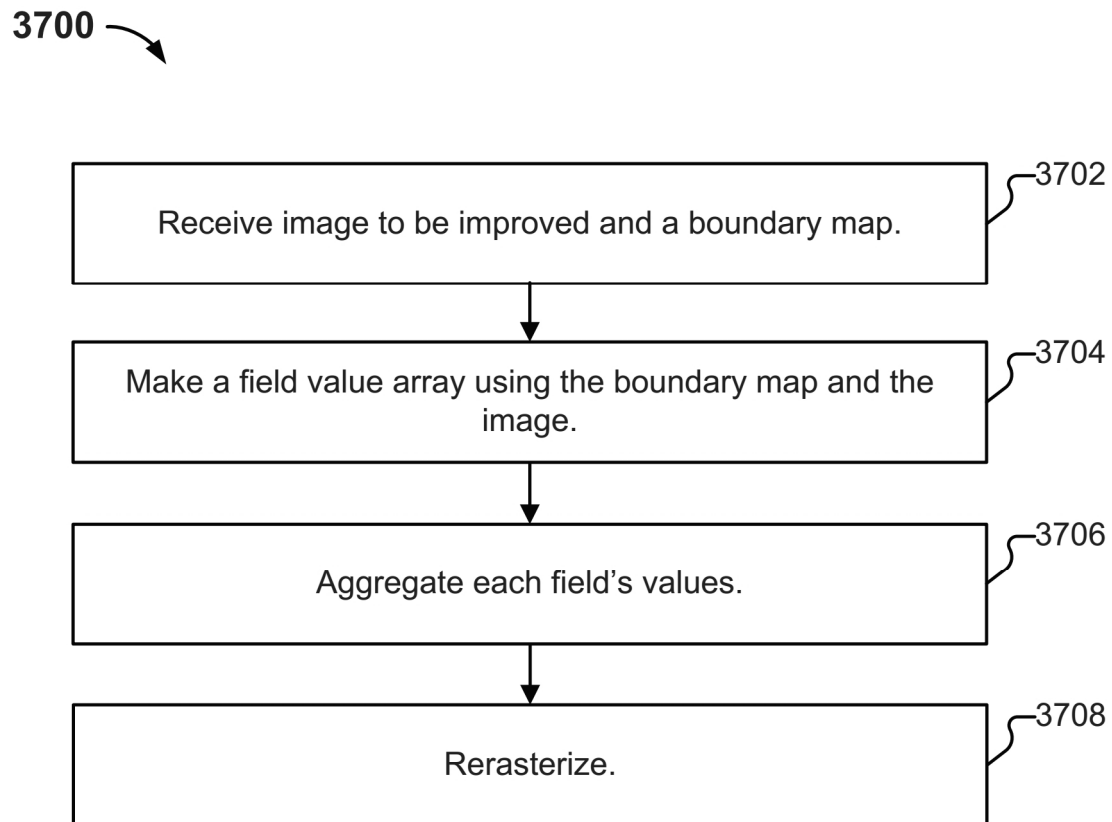 3700
3702
Receive image to be improved and a boundary map.
3704
Make a field value array using the boundary map and the
image.
3706
Aggregate each field’s values.
3708
Rerasterize.